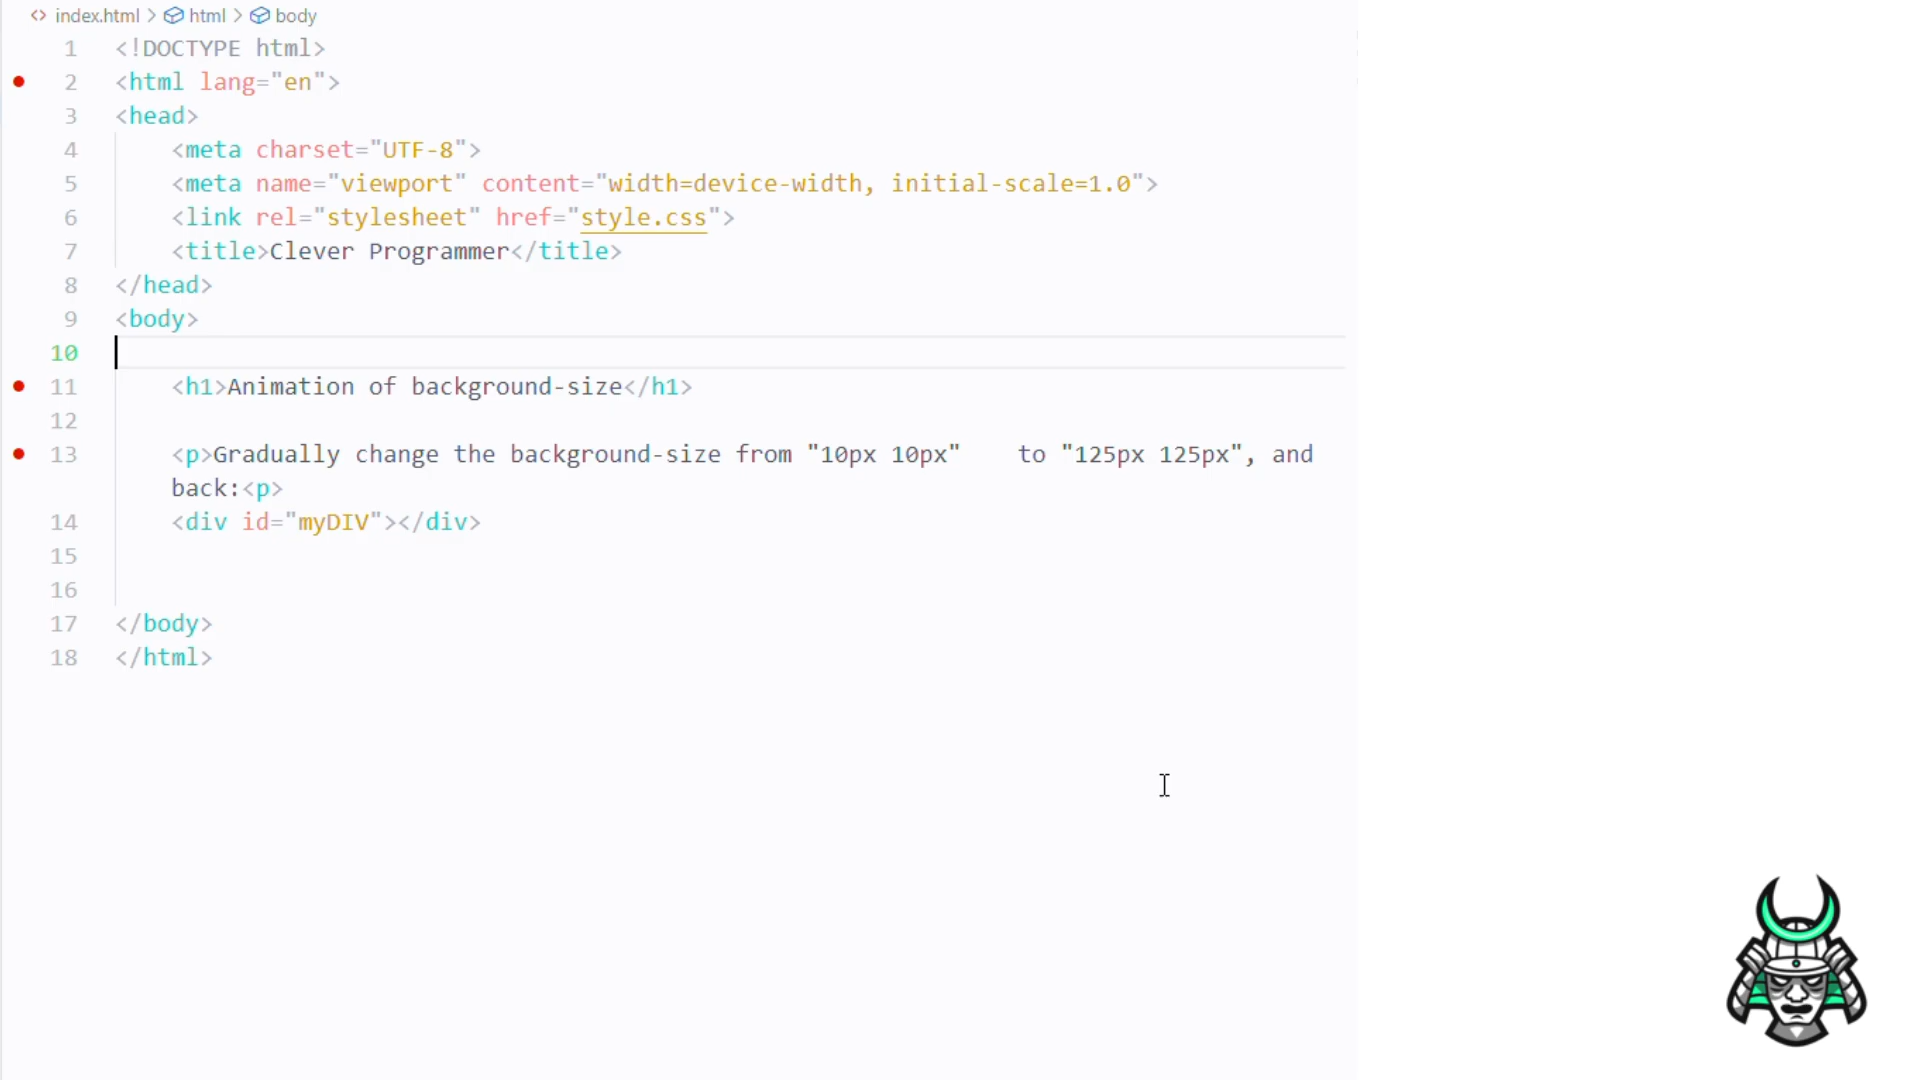 index.html > html > body
1 <!DOCTYPE html>
2 <html lang="en">
3 <head>
4     <meta charset="UTF-8">
5     <meta name="viewport" content="width=device-width, initial-scale=1.0">
6     <link rel="stylesheet" href="style.css">
7     <title>Clever Programmer</title>
8 </head>
9 <body>
10
11     <h1>Animation of background-size</h1>
12
13     <p>Gradually change the background-size from "10px 10px"    to "125px 125px", and
back:<p>
14     <div id="myDIV"></div>
15
16
17 </body>
18 </html>